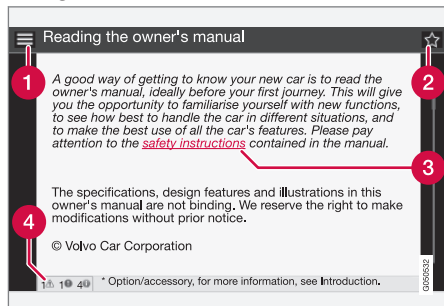 Reading the owner's manual
1
2
A good way of getting to know your new car is to read the
owner's manual, ideally before your first journey. This will give
you the opportunity to familiarise yourself with new functions,
to see how best to handle the car in different situations, and
to make the best use of all the car's features. Please pay
attention to the safety instructions contained in the manual.
3
The specifications, design features and illustrations in this
owner's manual are not binding. We reserve the right to make
modifications without prior notice.
4
© Volvo Car Corporation
1 1 4 * Option/accessory, for more information, see Introduction.
G050532